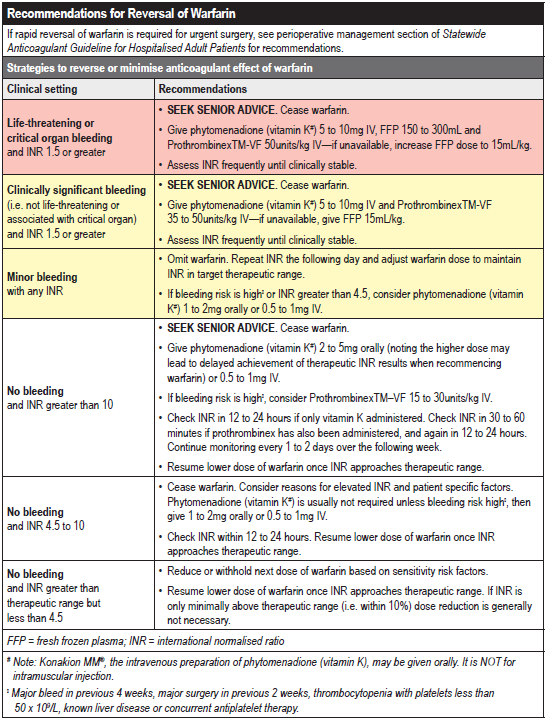 Recommendations for Reversal of Warfarin
If rapid reversal of warfarin is required for urgent surgery, see perioperative management section of Statewide
Anticoagulant Guideline for Hospitalised Adult Patients for recommendations.
Strategies to reverse or minimise anticoagulant effect of warfarin
Clinical setting
Recommendations
Life-threatening or
critical organ bleeding
and INR 1.5 or greater
• SEEK SENIOR ADVICE. Cease warfarin.
• Give phytomenadione (vitamin K#) 5 to 10mg IV, FFP 150 to 300mL and
ProthrombinexTM-VF 50units/kg IV—if unavailable, increase FFP dose to 15mL/kg.
• Assess INR frequently until clinically stable.
Clinically significant bleeding
(i.e. not life-threatening or
associated with critical organ)
and INR 1.5 or greater
• SEEK SENIOR ADVICE. Cease warfarin.
• Give phytomenadione (vitamin K#) 5 to 10mg IV and ProthrombinexTM-VF
35 to 50units/kg IV—if unavailable, give FFP 15mL/kg.
• Assess INR frequently until clinically stable.
Minor bleeding
with any INR
• Omit warfarin. Repeat INR the following day and adjust warfarin dose to maintain
INR in target therapeutic range.
• If bleeding risk is high‡ or INR greater than 4.5, consider phytomenadione (vitamin
K#) 1 to 2mg orally or 0.5 to 1mg IV.
No bleeding
and INR greater than 10
• SEEK SENIOR ADVICE. Cease warfarin.
• Give phytomenadione (vitamin K#) 2 to 5mg orally (noting the higher dose may
lead to delayed achievement of therapeutic INR results when recommencing
warfarin) or 0.5 to 1mg IV.
• If bleeding risk is high‡, consider ProthrombinexTM–VF 15 to 30units/kg IV.
• Check INR in 12 to 24 hours if only vitamin K administered. Check INR in 30 to 60
minutes if prothrombinex has also been administered, and again in 12 to 24 hours.
Continue monitoring every 1 to 2 days over the following week.
• Resume lower dose of warfarin once INR approaches therapeutic range.
No bleeding
and INR 4.5 to 10
• Cease warfarin. Consider reasons for elevated INR and patient specific factors.
Phytomenadione (vitamin K#) is usually not required unless bleeding risk high‡, then
give 1 to 2mg orally or 0.5 to 1mg IV.
• Check INR within 12 to 24 hours. Resume lower dose of warfarin once INR
approaches therapeutic range.
No bleeding
and INR greater than
therapeutic range but
less than 4.5
• Reduce or withhold next dose of warfarin based on sensitivity risk factors.
• Resume lower dose of warfarin once INR approaches therapeutic range. If INR is
only minimally above therapeutic range (i.e. within 10%) dose reduction is generally
not necessary.
FFP = fresh frozen plasma; INR = international normalised ratio
# Note: Konakion MM®, the intravenous preparation of phytomenadione (vitamin K), may be given orally. It is NOT for
intramuscular injection.
‡ Major bleed in previous 4 weeks, major surgery in previous 2 weeks, thrombocytopenia with platelets less than
50 x 10⁹/L, known liver disease or concurrent antiplatelet therapy.